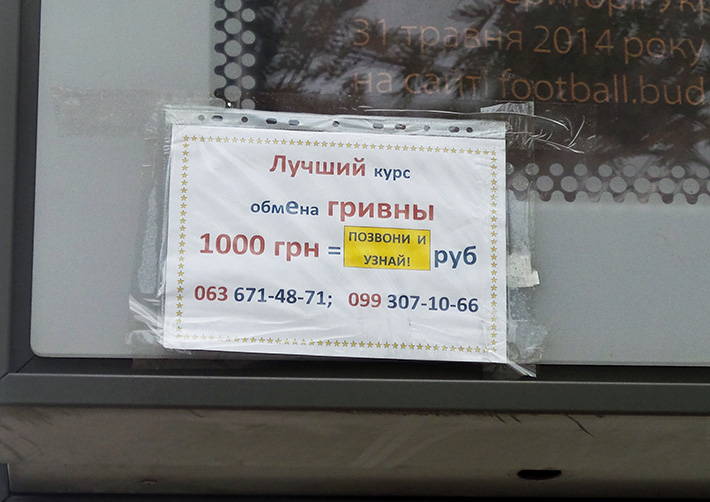 31 травня 2014 року
на сайті football.bud
Лучший курс
обмена гривны
1000 грн = ПОЗВОНИ И УЗНАЙ! руб
063 671-48-71; 099 307-10-66